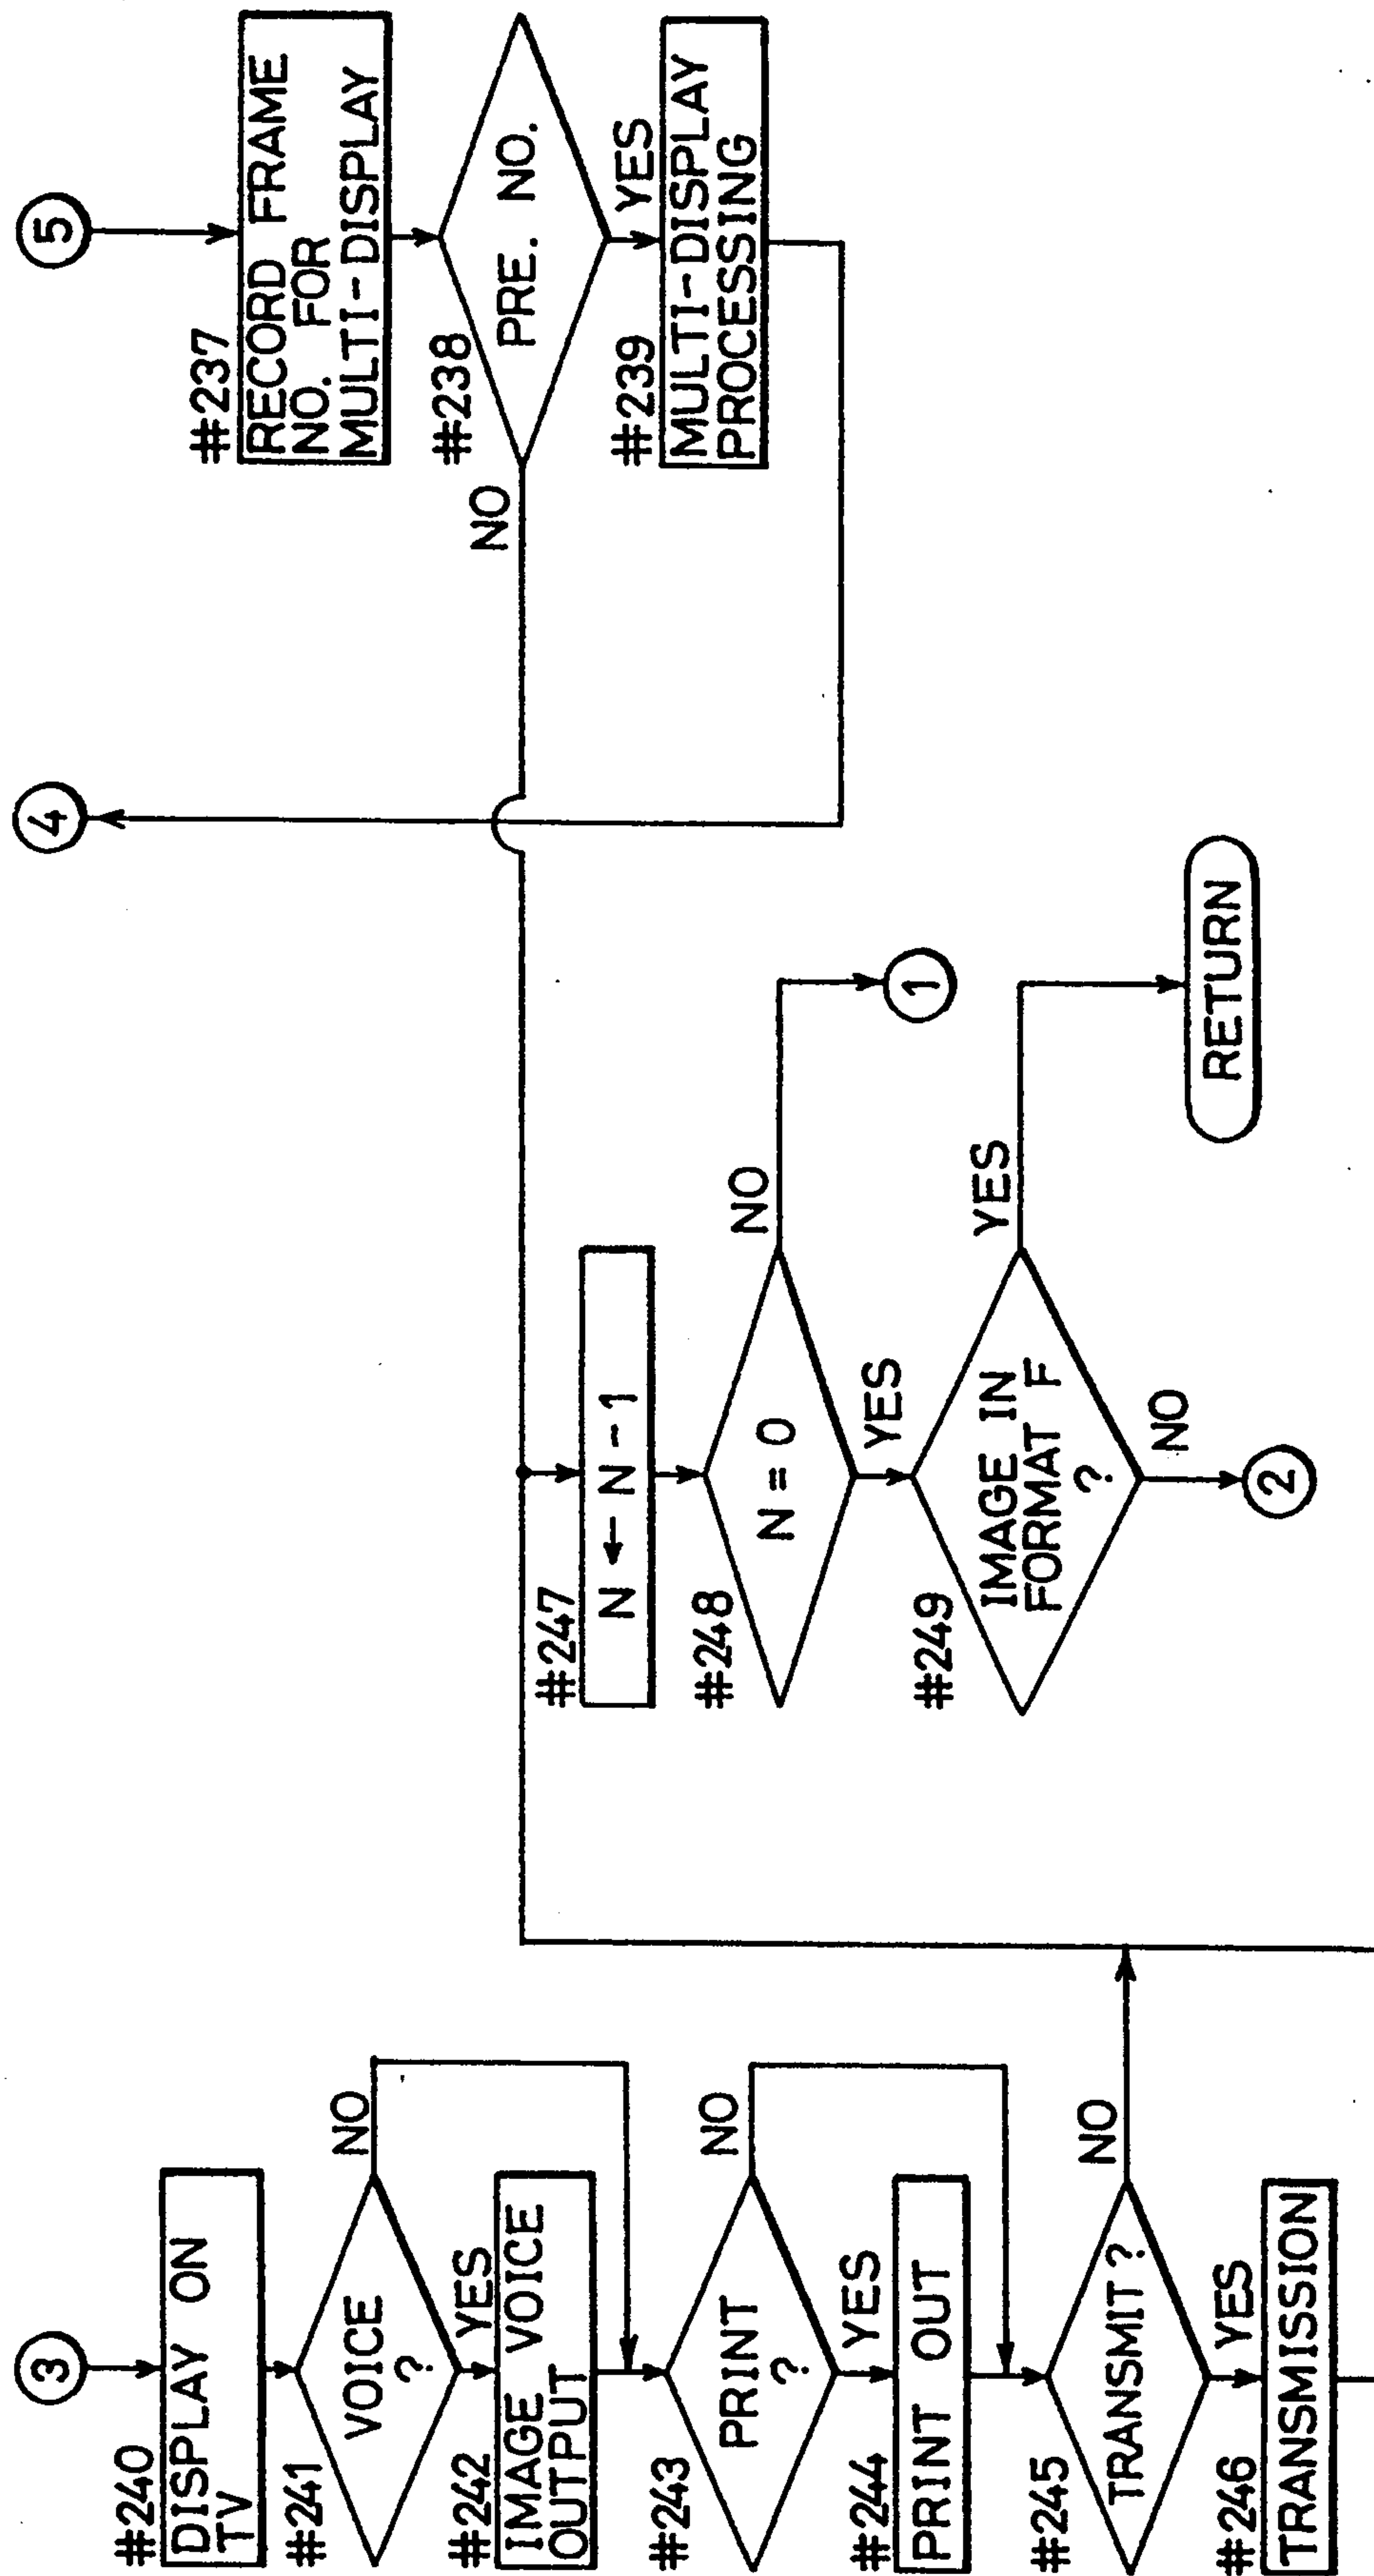 3
#240
DISPLAY ON
TV
#241
VOICE
?
NO
YES
#242
IMAGE VOICE
OUTPUT
#243
PRINT
?
NO
YES
#244
PRINT OUT
#245
TRANSMIT ?
NO
YES
#246
TRANSMISSION
4
#247
N ← N - 1
#248
N = 0
NO
1
YES
#249
IMAGE IN
FORMAT F
?
YES
RETURN
NO
2
5
#237
RECORD FRAME
NO. FOR
MULTI-DISPLAY
#238
PRE. NO.
NO
YES
#239
MULTI-DISPLAY
PROCESSING